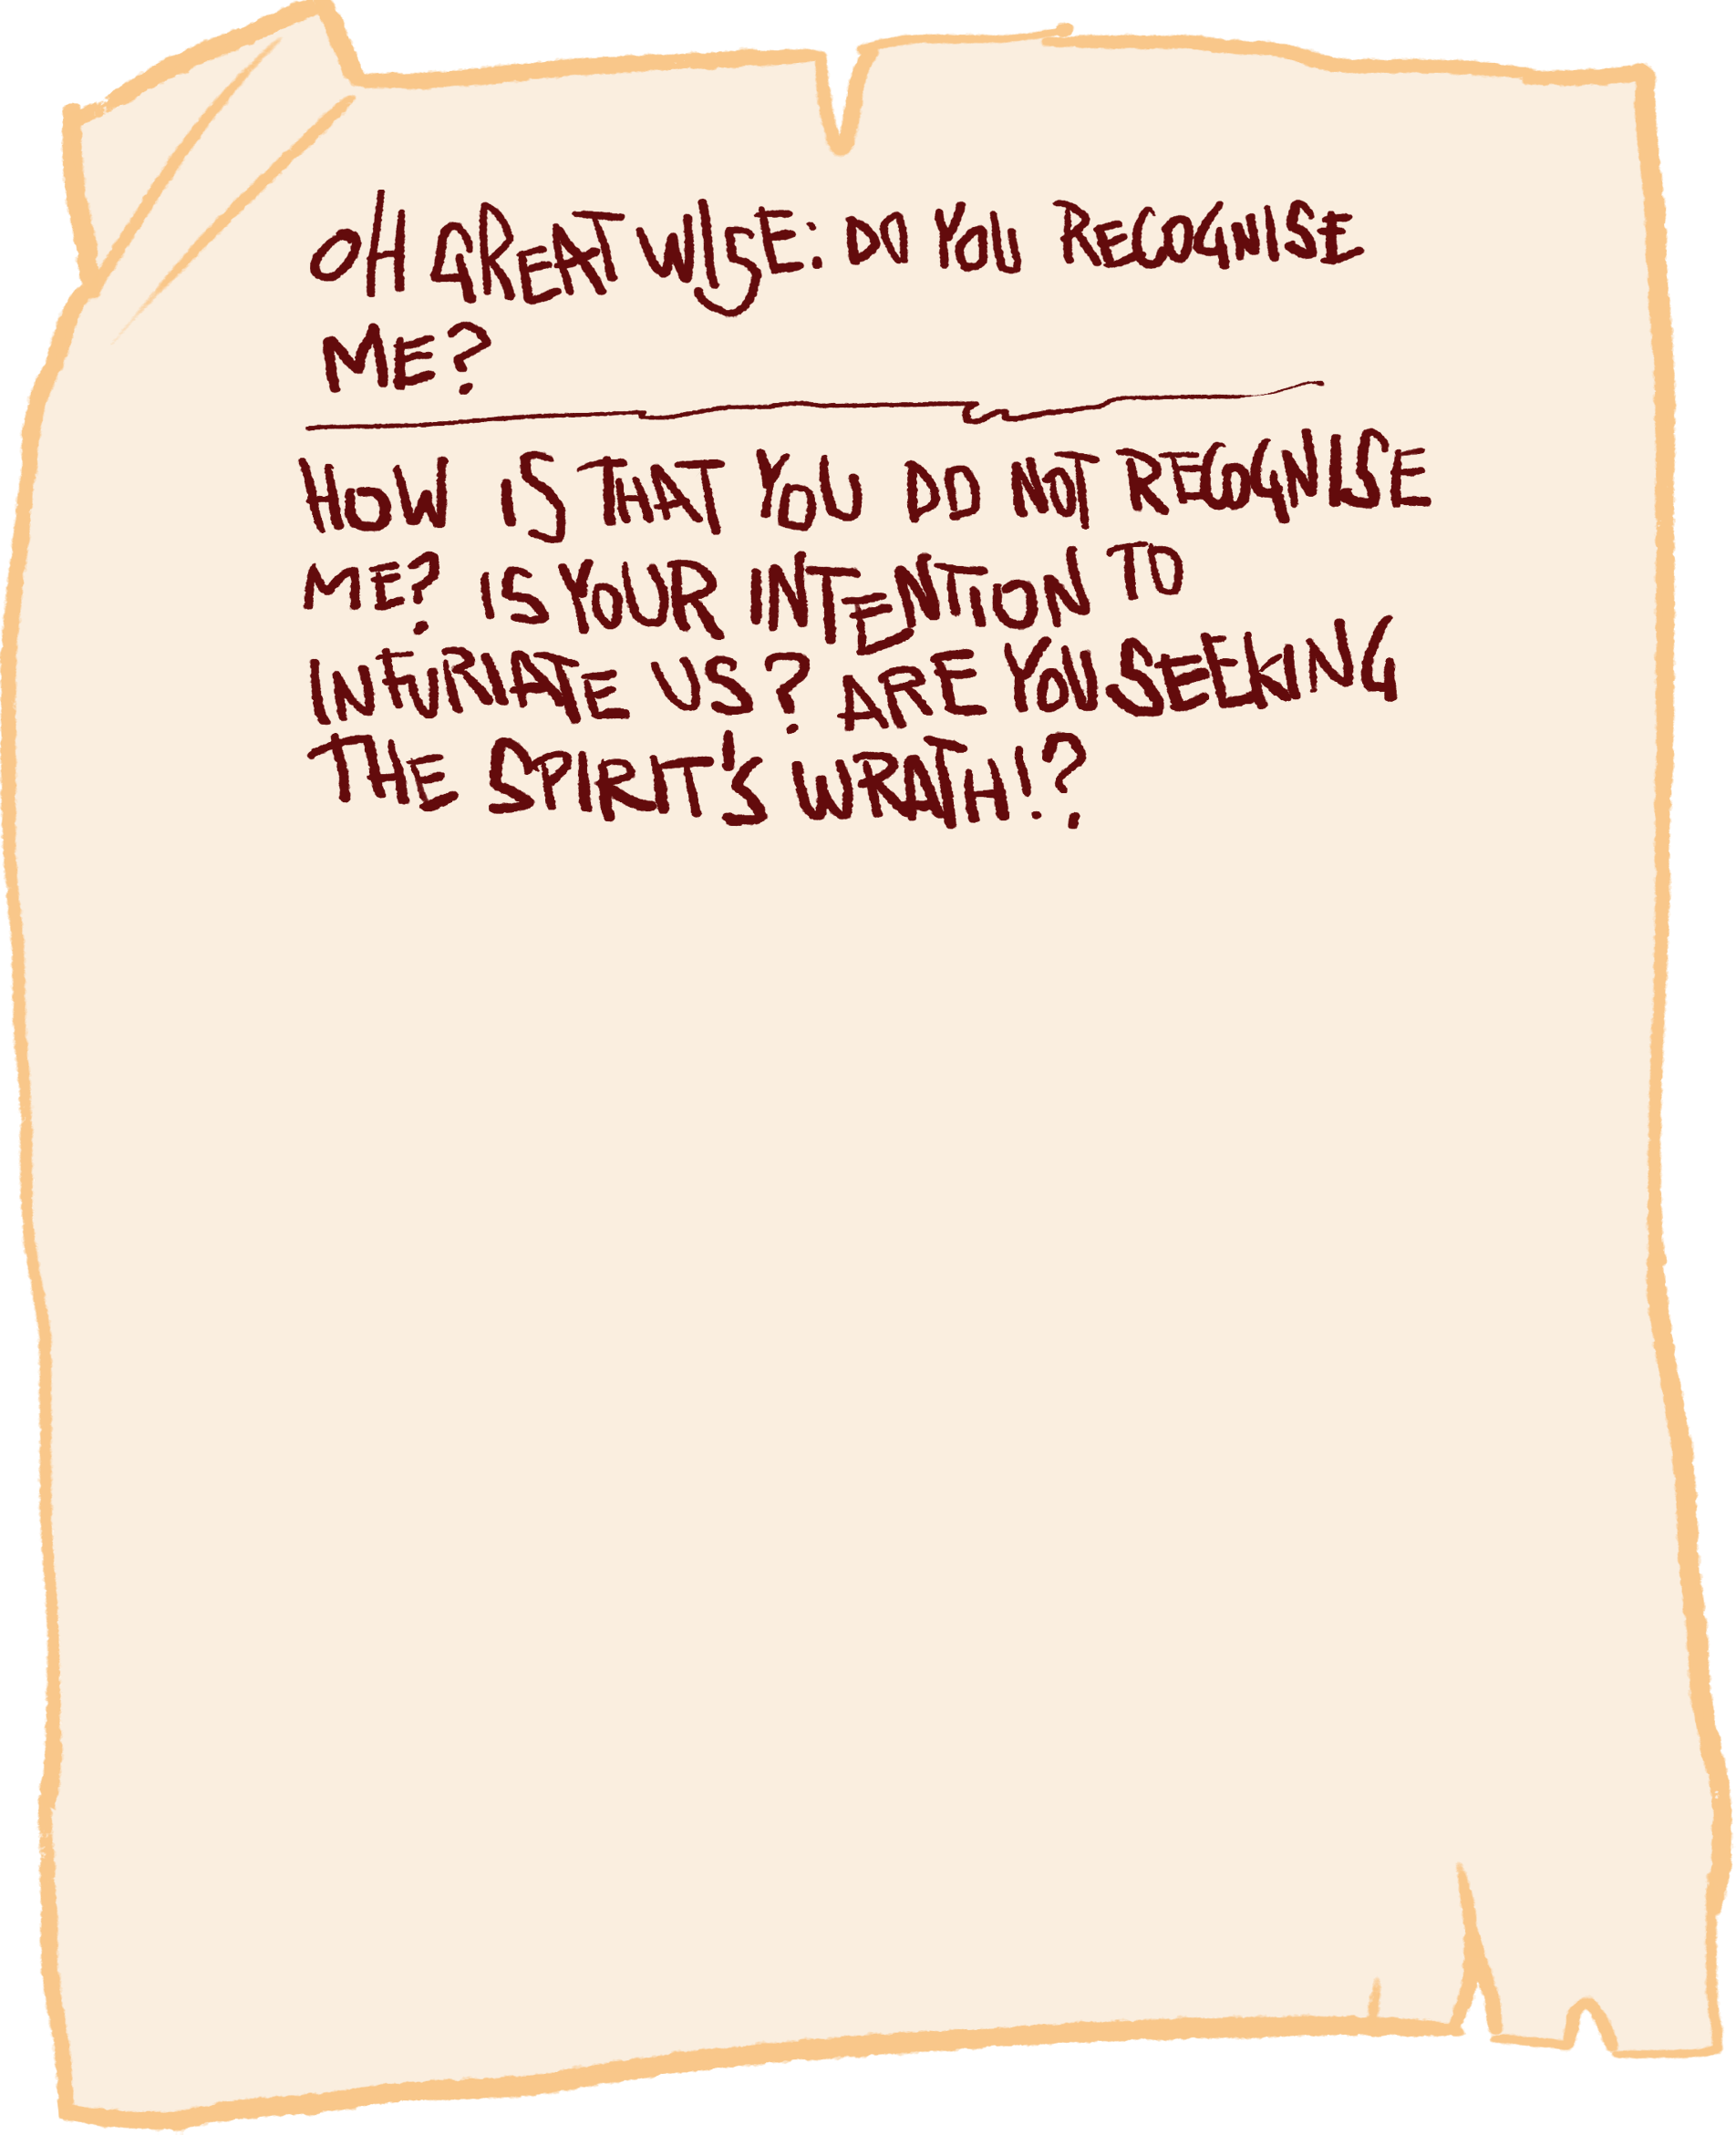 OH GREAT WISE: DO YOU RECOGNISE
ME?
HOW IS THAT YOU DO NOT RECOGNISE
ME? IS YOUR INTENTION TO
INFURIATE US? ARE YOU SEEKING
THE SPIRIT'S WRATH!?